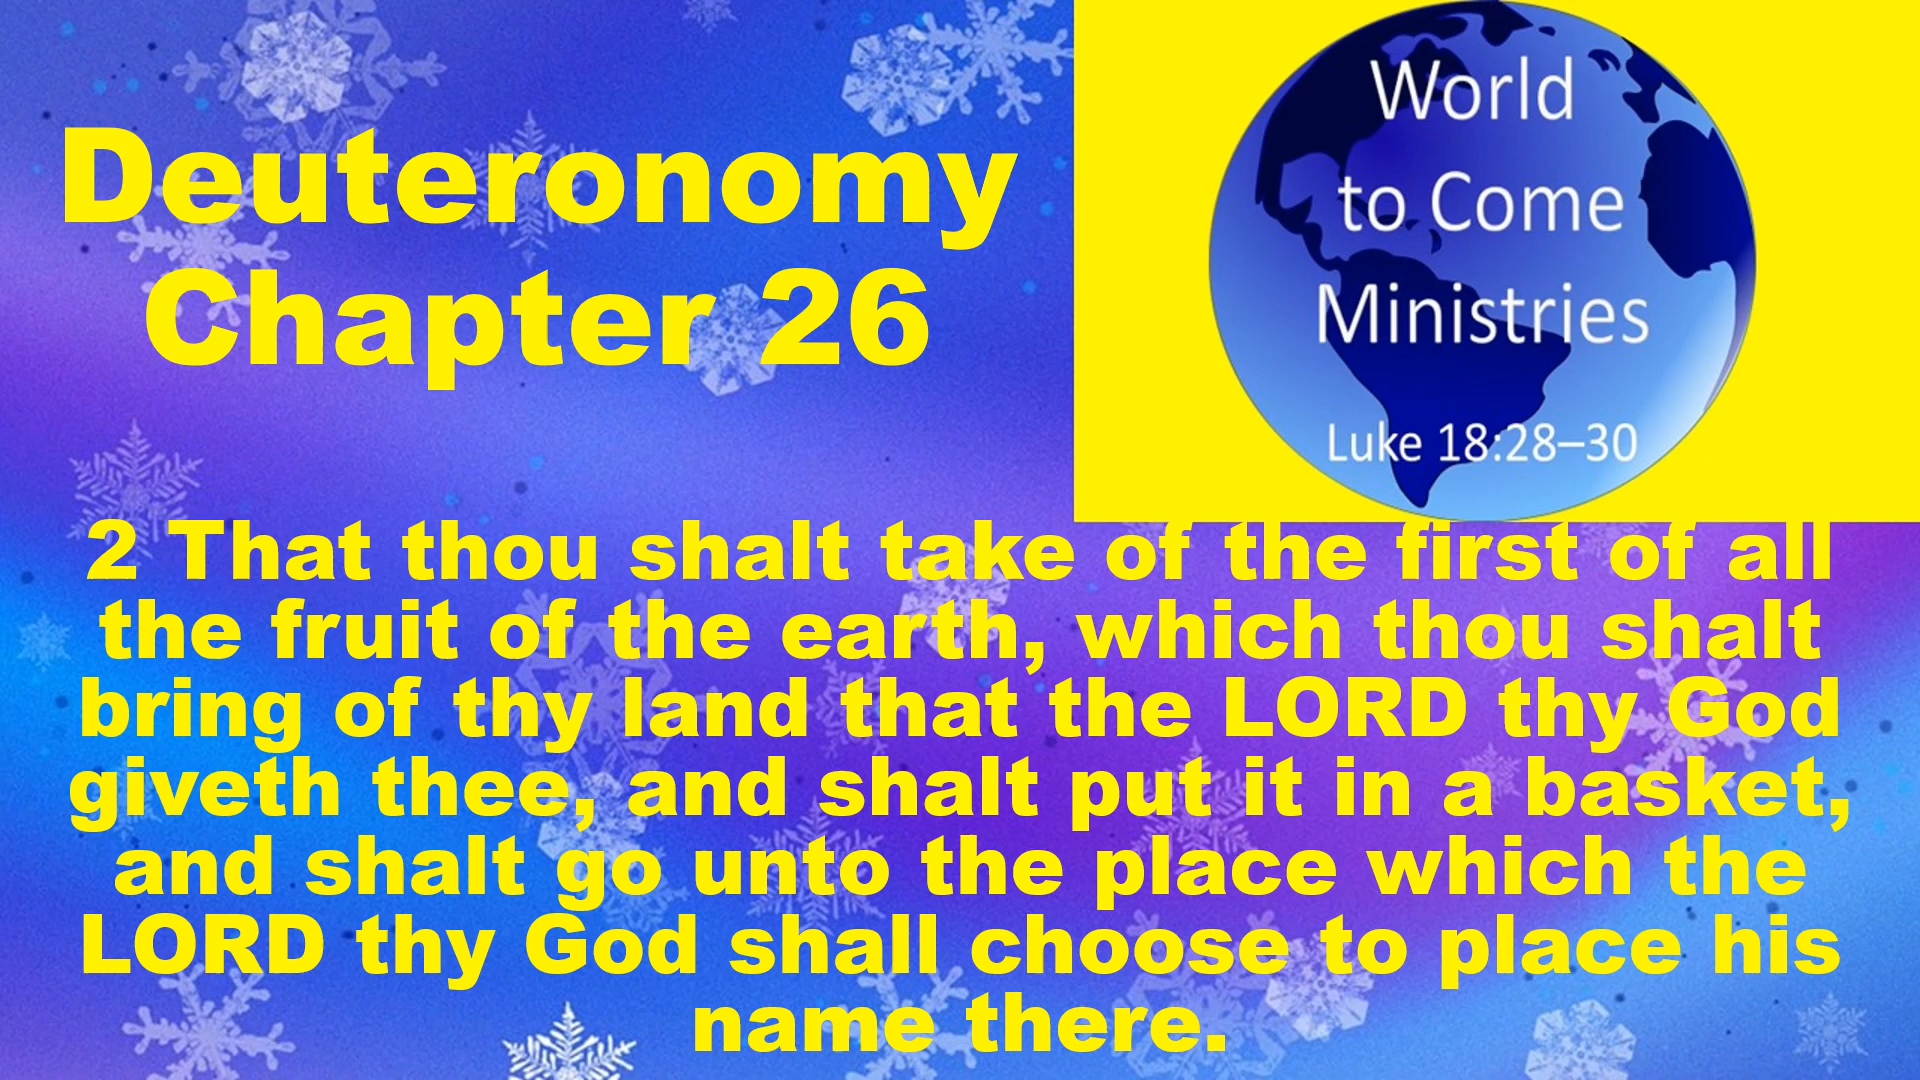 Deuteronomy
Chapter 26
World
to Come
Ministries
Luke 18:28–30
2 That thou shalt take of the first of all
the fruit of the earth, which thou shalt
bring of thy land that the LORD thy God
giveth thee, and shalt put it in a basket,
and shalt go unto the place which the
LORD thy God shall choose to place his
name there.